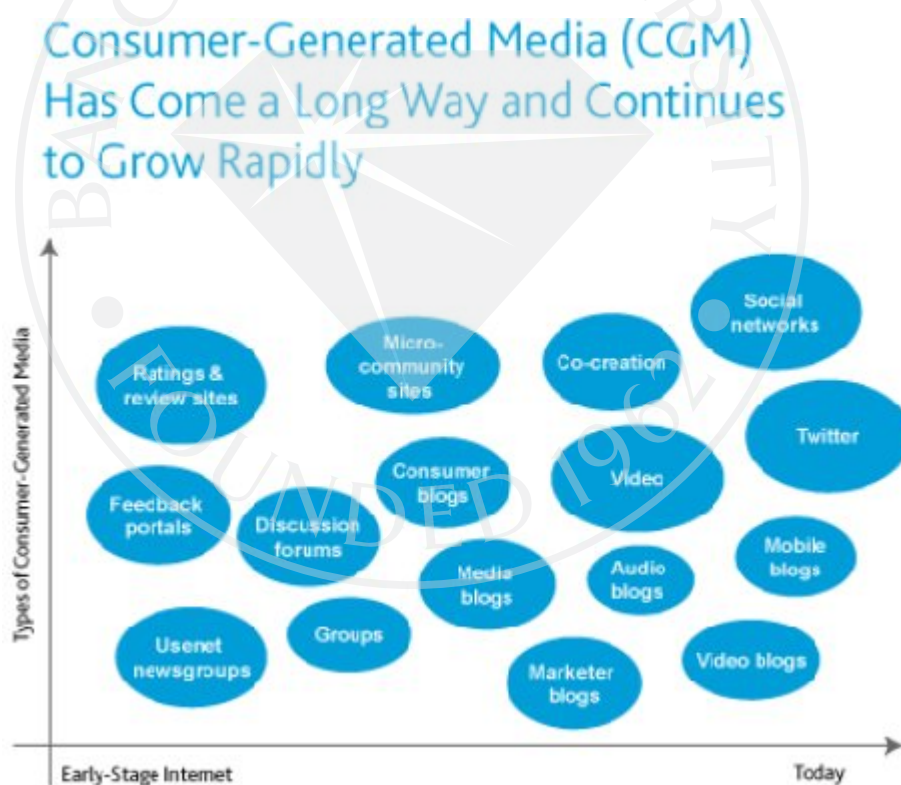 Consumer-Generated Media (CGM)
Has Come a Long Way and Continues
to Grow Rapidly
Types of Consumer-Generated Media
Social
networks
Ratings &
review sites
Micro-
community
sites
Co-creation
Twitter
Feedback
portals
Discussion
forums
Consumer
blogs
Video
Media
blogs
Audio
blogs
Mobile
blogs
Usenet
newsgroups
Groups
Marketer
blogs
Video blogs
Early-Stage Internet
Today
FOUNDED 1962